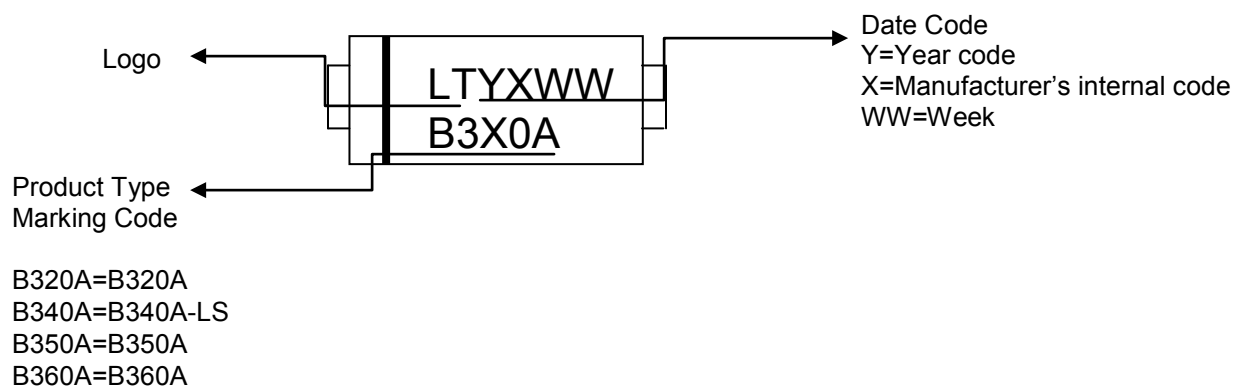 Logo
LTYXWW
B3X0A
Date Code
Y=Year code
X=Manufacturer’s internal code
WW=Week
Product Type
Marking Code
B320A=B320A
B340A=B340A-LS
B350A=B350A
B360A=B360A